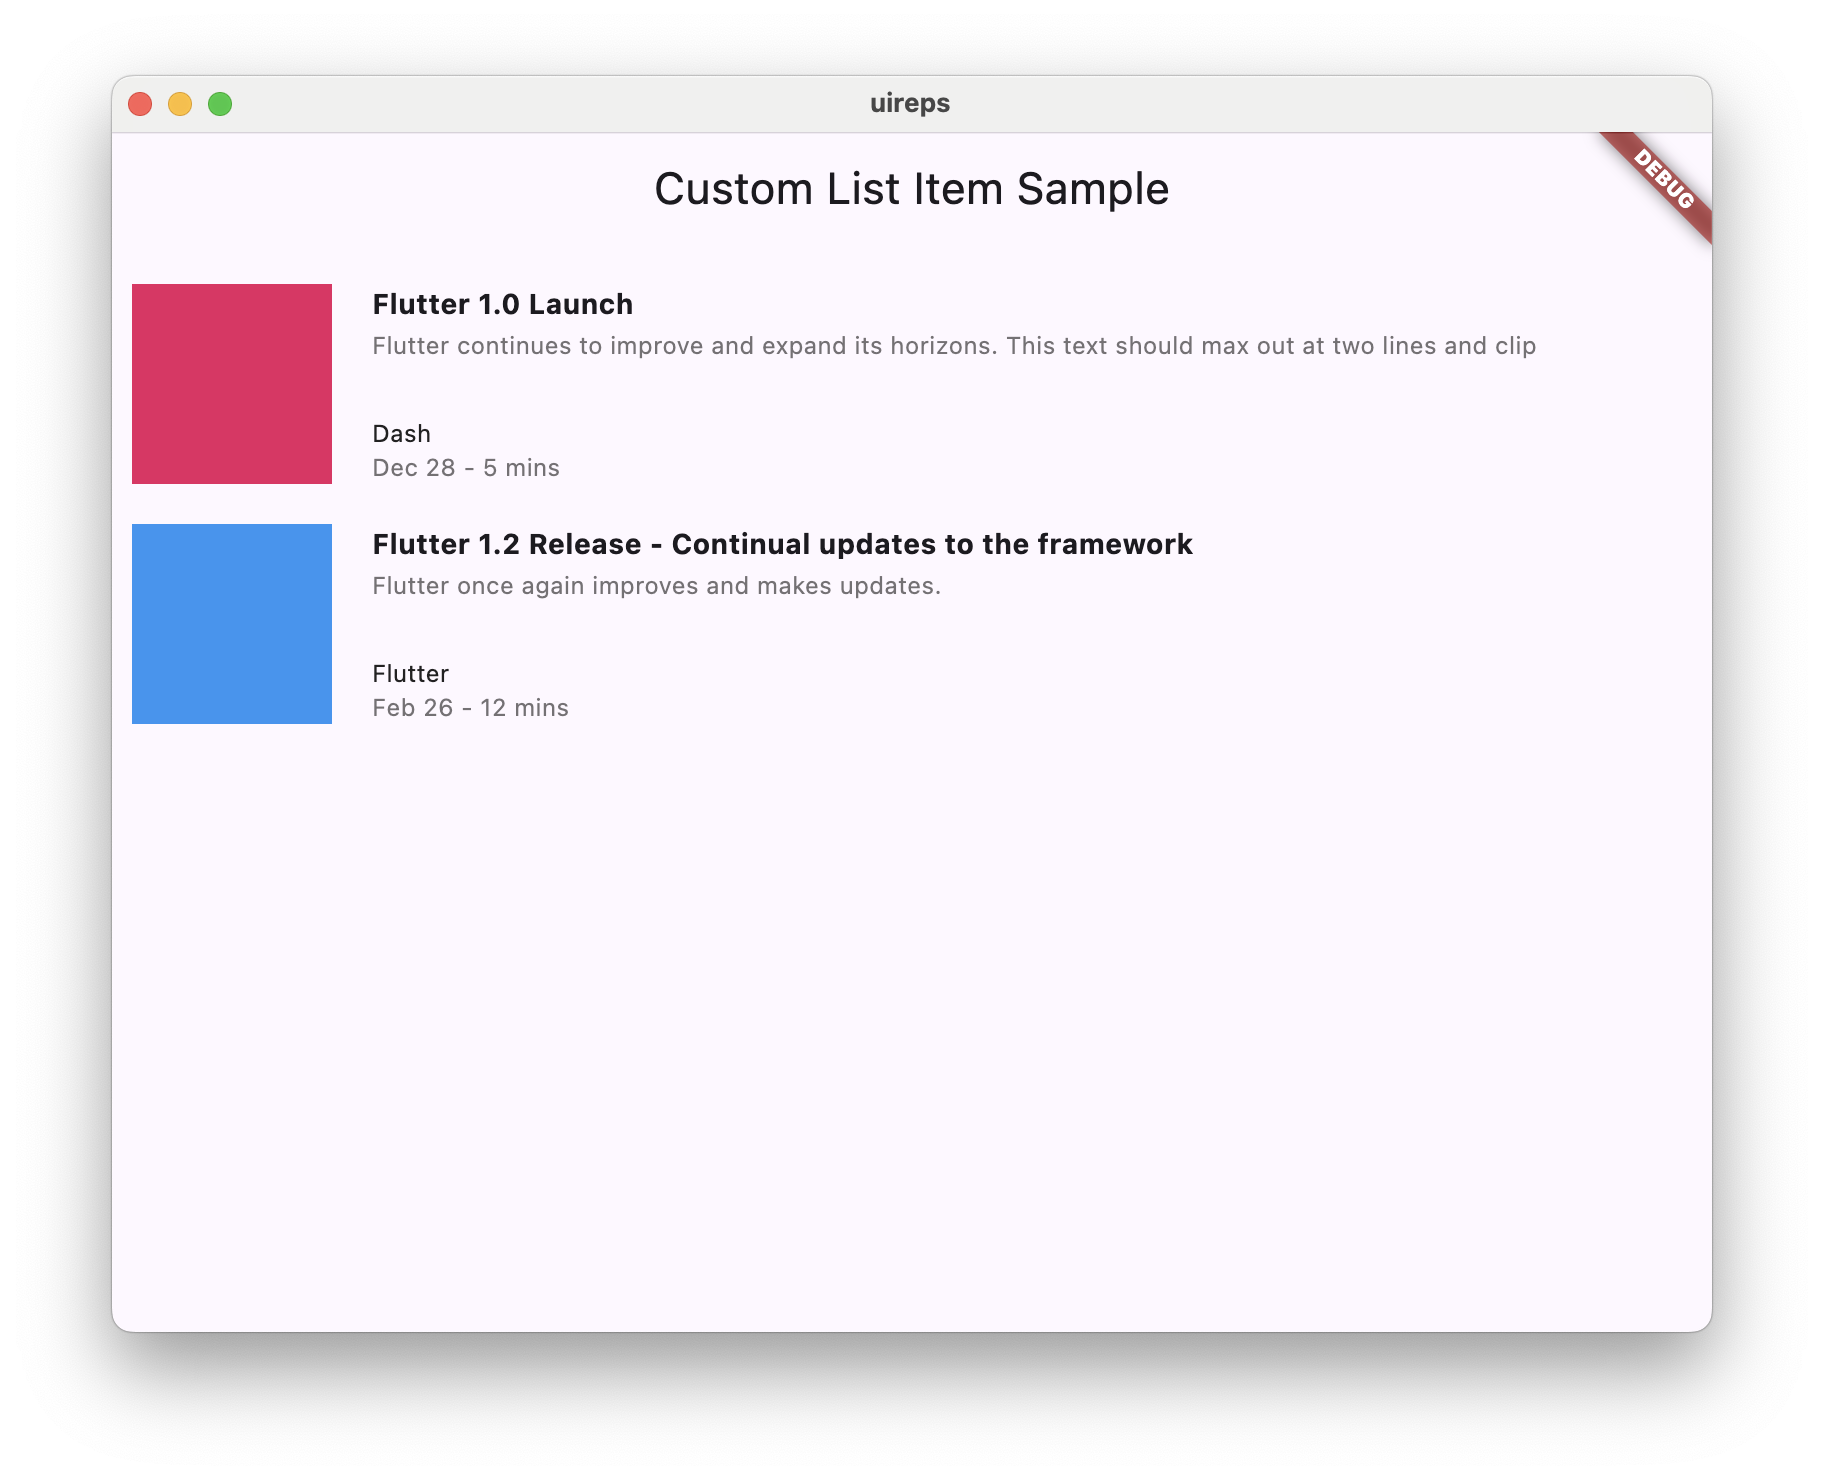 uireps
DEBUG
Custom List Item Sample
Flutter 1.0 Launch
Flutter continues to improve and expand its horizons. This text should max out at two lines and clip
Dash
Dec 28 - 5 mins
Flutter 1.2 Release - Continual updates to the framework
Flutter once again improves and makes updates.
Flutter
Feb 26 - 12 mins